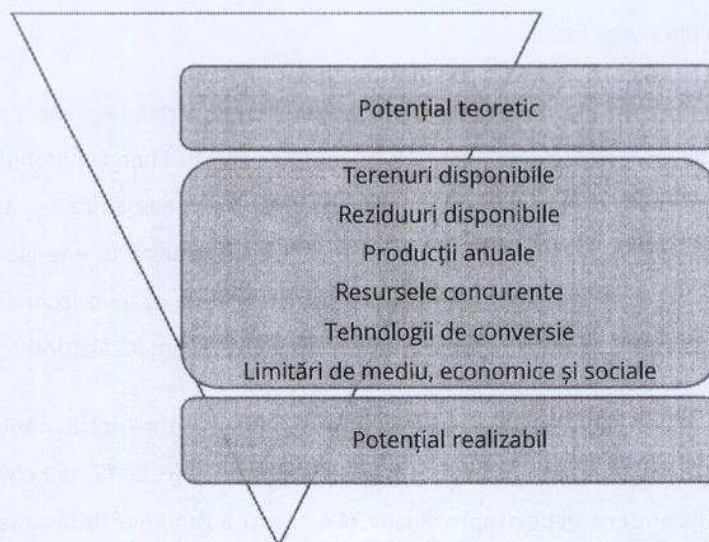 Potențial teoretic
Terenuri disponibile
Reziduuri disponibile
Producții anuale
Resursele concurente
Tehnologii de conversie
Limitări de mediu, economice și sociale
Potențial realizabil